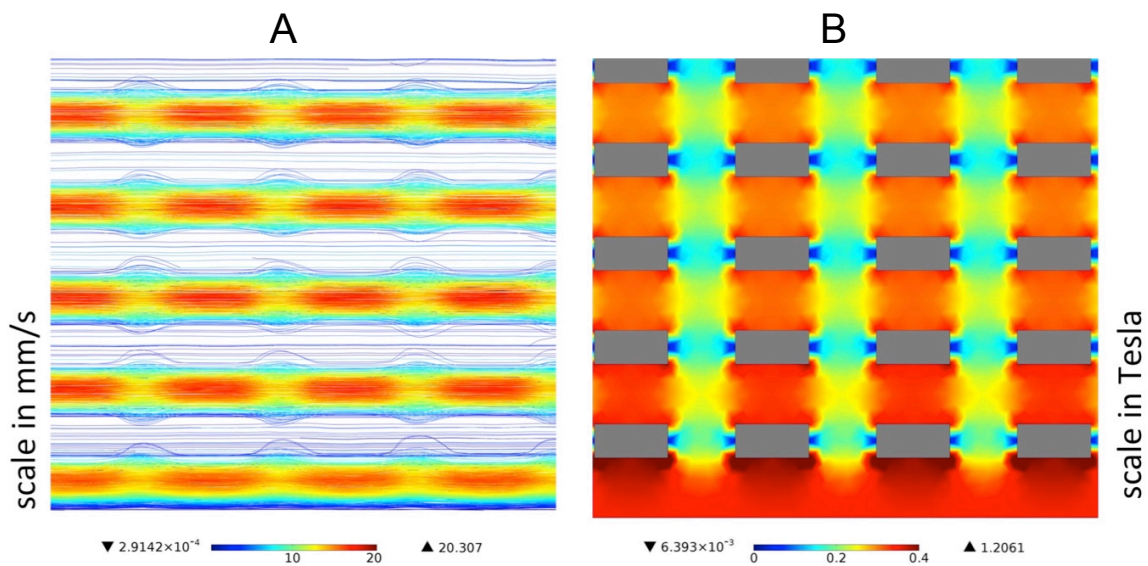 A
B
scale in mm/s
scale in Tesla
▼ 2.9142×10⁻⁴
10
20
▲ 20.307
▼ 6.393×10⁻³
0
0.2
0.4
▲ 1.2061